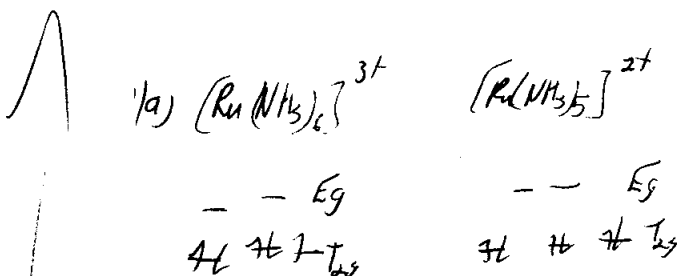 1a) [Ru(NH3)6]3+ [Ru(NH3)5]2+
_ _ Eg _ _ Eg
T2g T2g